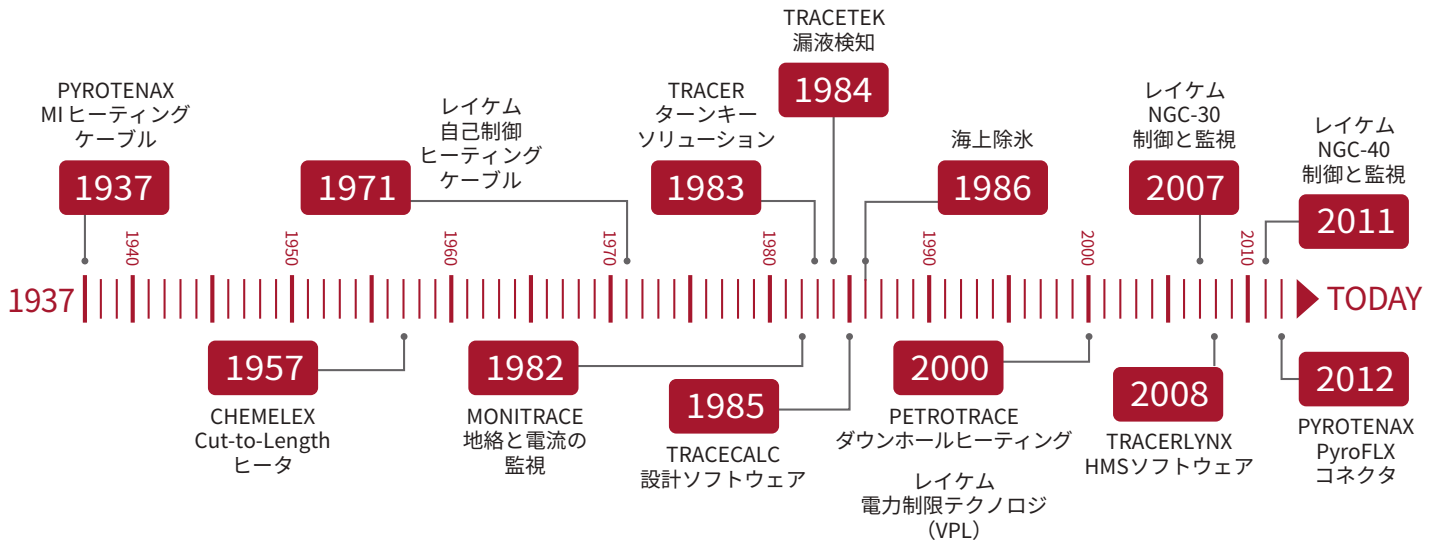 PYROTENAX
MI ヒーティング
ケーブル
1937
レイケム
自己制御
ヒーティング
ケーブル
1971
TRACER
ターンキー
ソリューション
1983
TRACETEK
漏液検知
1984
海上除氷
1986
レイケム
NGC-30
制御と監視
2007
レイケム
NGC-40
制御と監視
2011
1940
1950
1960
1970
1980
1990
2000
2010
1937
TODAY
1957
CHEMELEX
Cut-to-Length
ヒータ
1982
MONITRACE
地絡と電流の
監視
1985
TRACECALC
設計ソフトウェア
2000
PETROTRACE
ダウンホールヒーティング
レイケム
電力制限テクノロジ
（VPL）
2008
TRACERLYNX
HMSソフトウェア
2012
PYROTENAX
PyroFLX
コネクタ